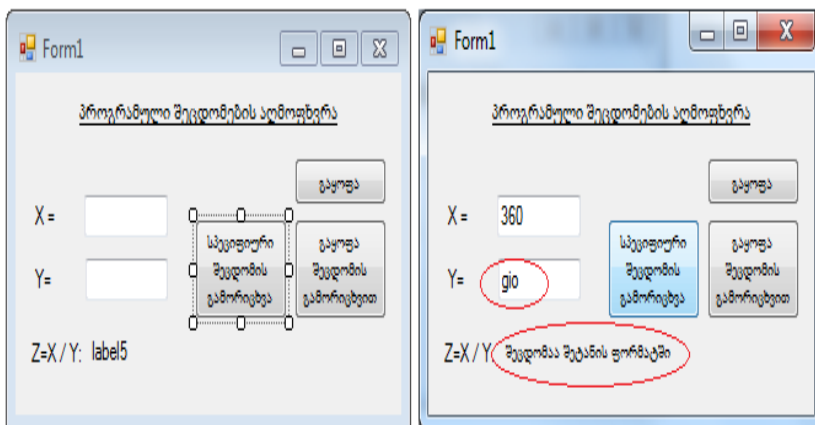 Form1
პროგრამული შეცდომების აღმოფხვრა
გაყოფა
X =
სპეციფიური
შეცდომის
გამორიცხვა
გაყოფა
შეცდომის
გამორიცხვით
Y=
Z=X / Y: label5
Form1
პროგრამული შეცდომების აღმოფხვრა
გაყოფა
X = 360
სპეციფიური
შეცდომის
გამორიცხვა
გაყოფა
შეცდომის
გამორიცხვით
Y= gio
Z=X / Y: შეცდომაა შეტანის ფორმატში